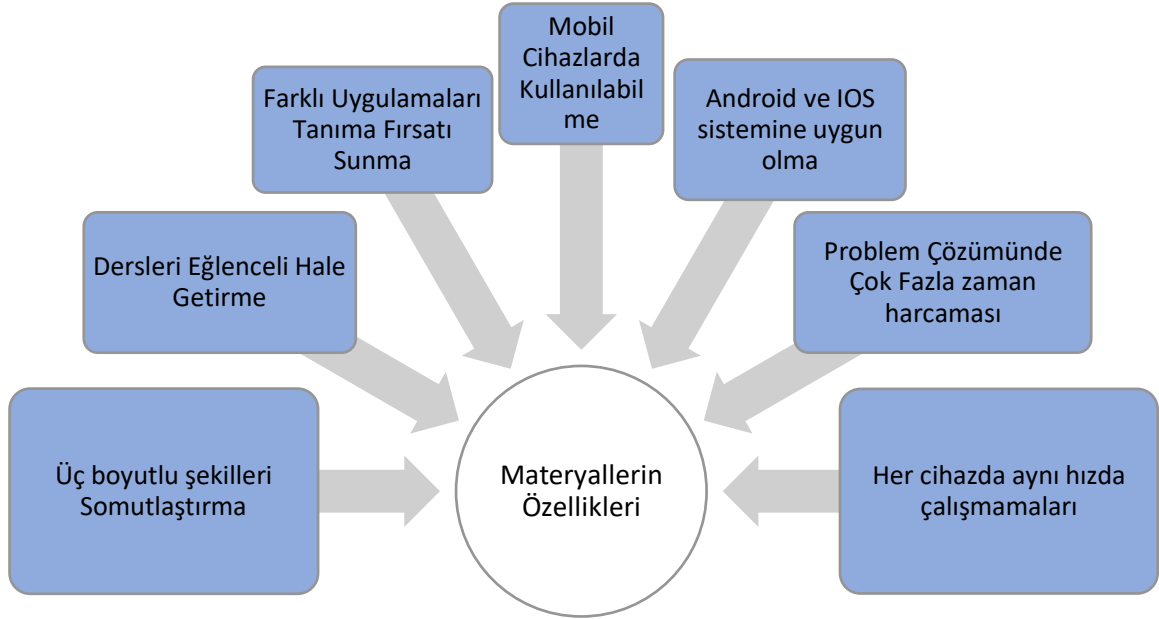 Mobil
Cihazlarda
Kullanılabil
me
Farklı Uygulamaları
Tanıma Fırsatı
Sunma
Android ve IOS
sistemine uygun
olma
Dersleri Eğlenceli Hale
Getirme
Problem Çözümünde
Çok Fazla zaman
harcaması
Üç boyutlu şekilleri
Somutlaştırma
Materyallerin
Özellikleri
Her cihazda aynı hızda
çalışmamaları